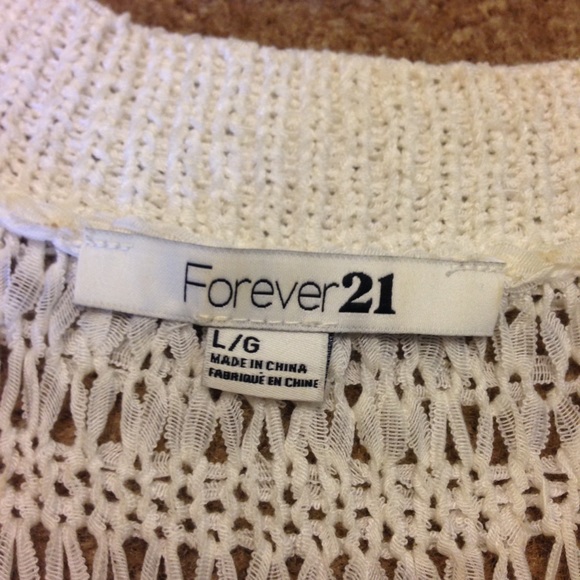 Forever21
L/G
MADE IN CHINA
FABRIQUÉ EN CHINE